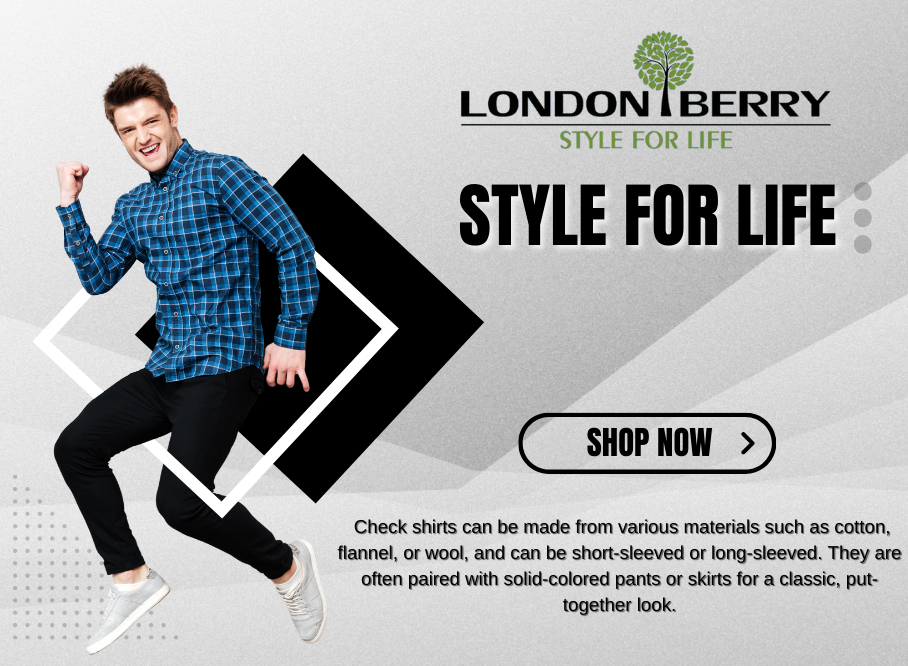 LONDON BERRY
STYLE FOR LIFE
STYLE FOR LIFE
SHOP NOW
Check shirts can be made from various materials such as cotton,
flannel, or wool, and can be short-sleeved or long-sleeved. They are
often paired with solid-colored pants or skirts for a classic, put-
together look.